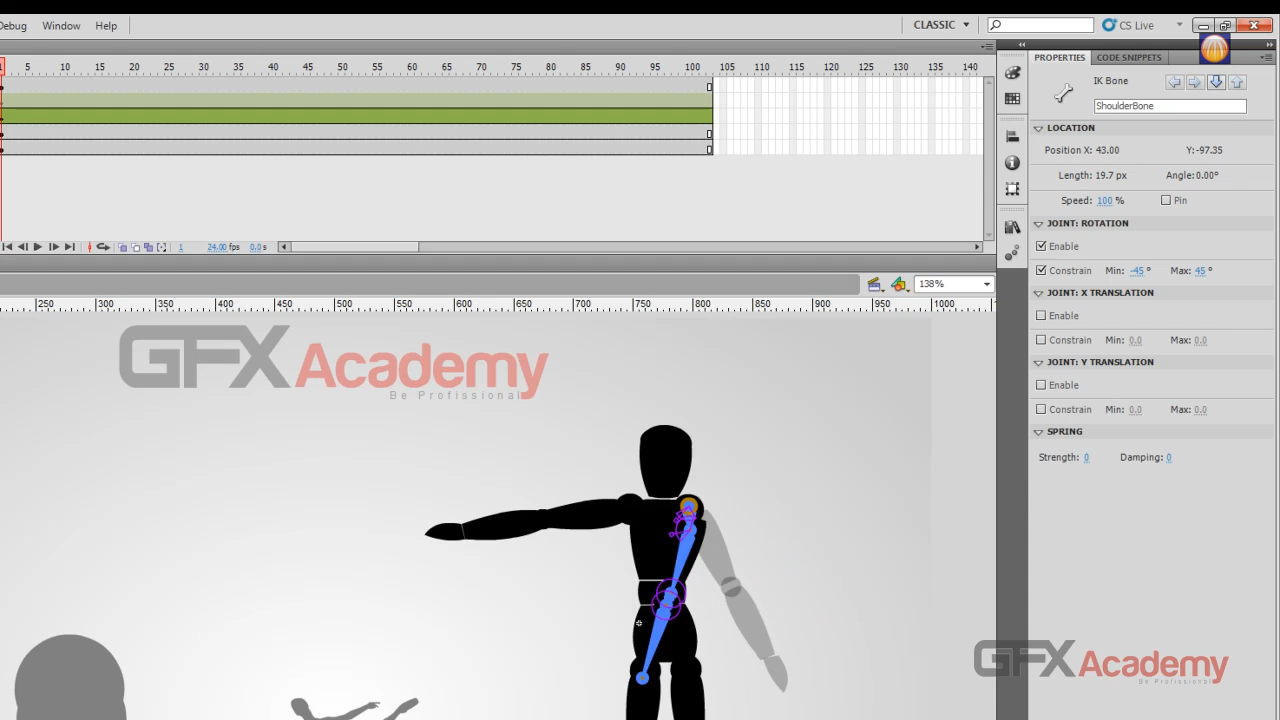 Debug Window Help CLASSIC CS Live
1 5 10 15 20 25 30 35 40 45 50 55 60 65 70 75 80 85 90 95 100 105 110 115 120 125 130 135 140
PROPERTIES CODE SNIPPETS
IK Bone
ShoulderBone
LOCATION
Position X: 43.00 Y:-97.35
Length: 19.7 px Angle:0.00°
Speed: 100 % Pin
JOINT: ROTATION
Enable
Constrain Min: -45 ° Max: 45 °
JOINT: X TRANSLATION
Enable
Constrain Min: 0.0 Max: 0.0
JOINT: Y TRANSLATION
Enable
Constrain Min: 0.0 Max: 0.0
SPRING
Strength: 0 Damping: 0
1 24.00 fps 0.0 s
138%
250 300 350 400 450 500 550 600 650 700 750 800 850 900 950 1000
GFX Academy
Be Profissional
GFX Academy
Be Profissional